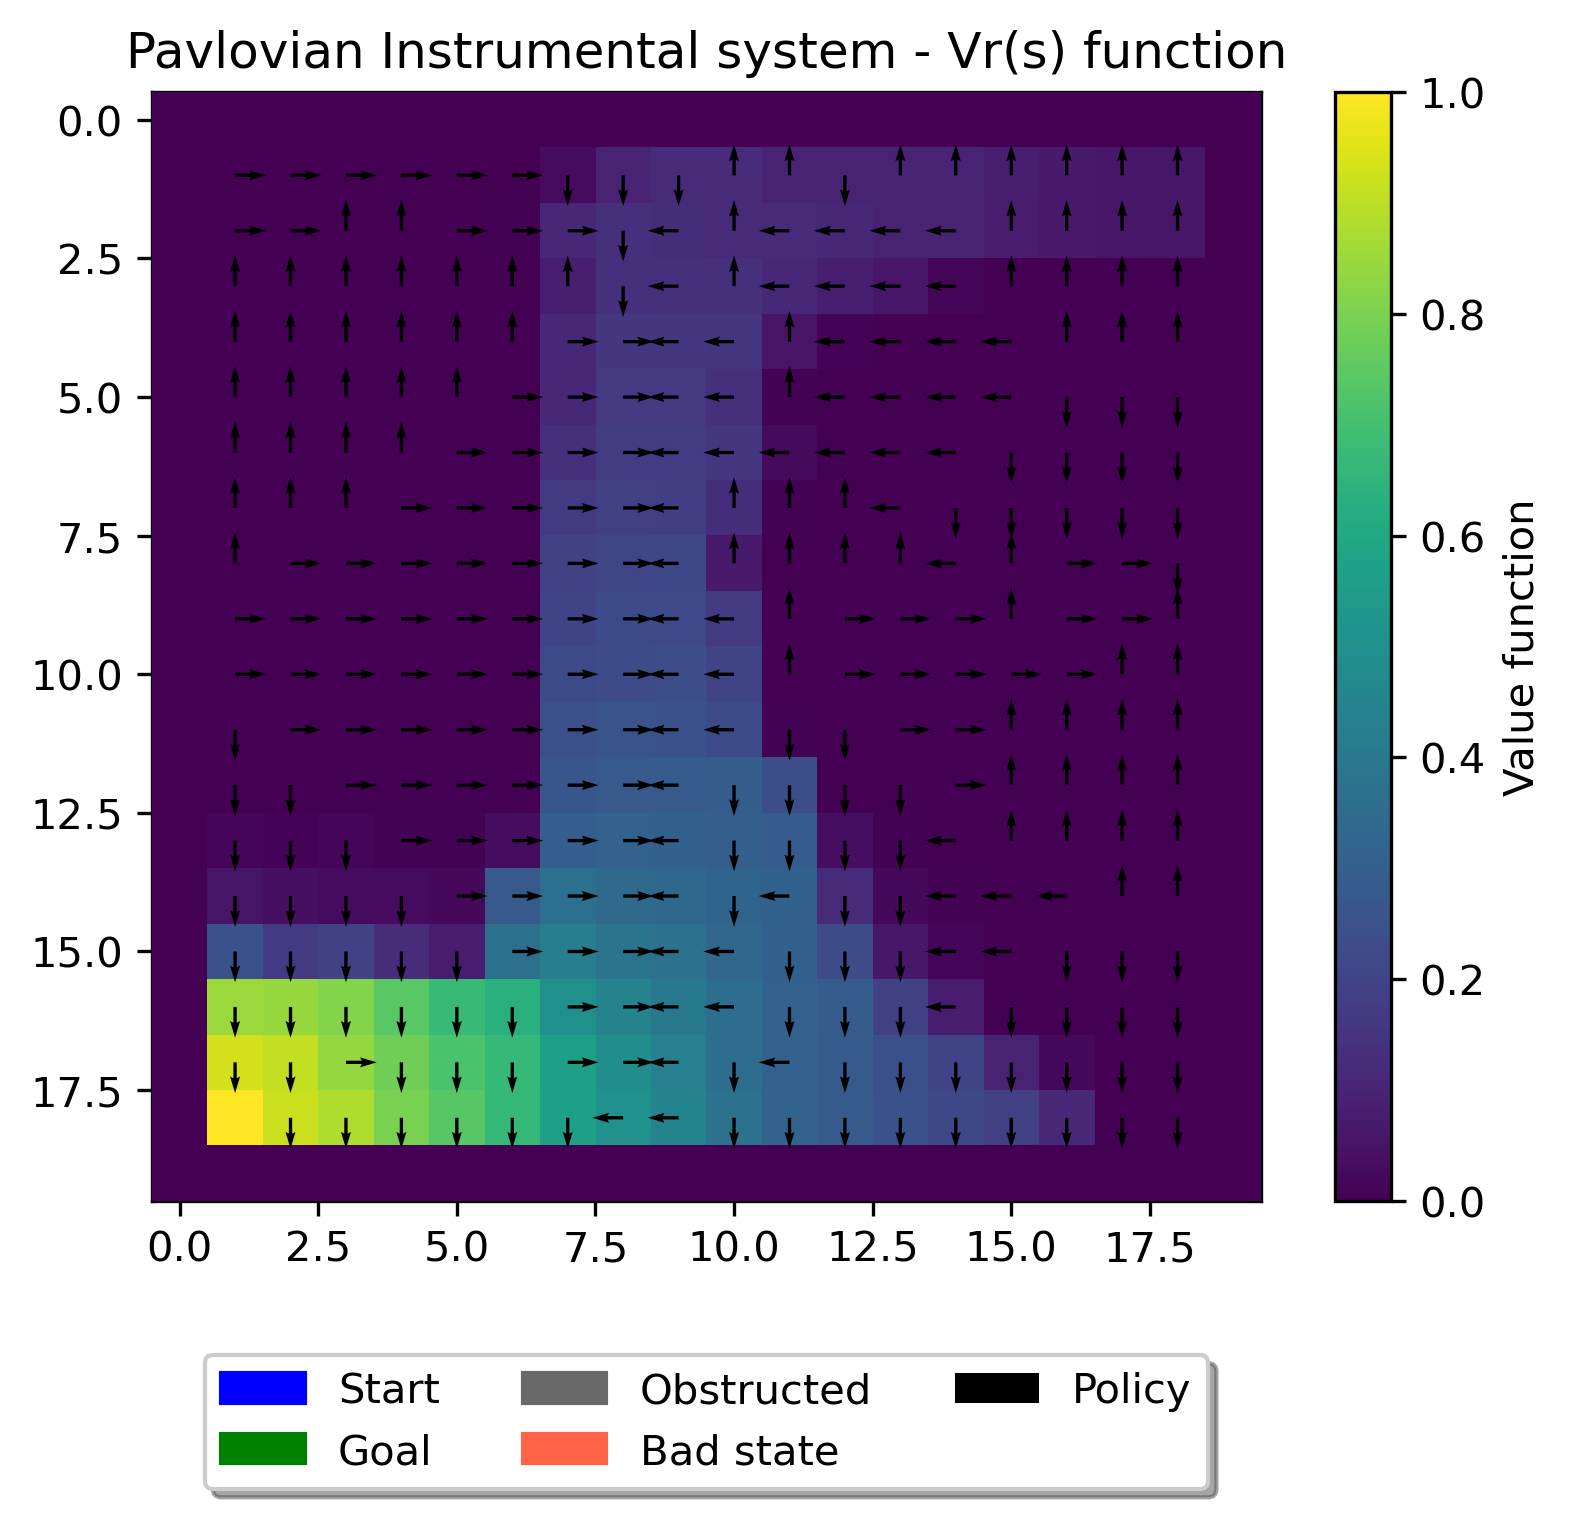 Pavlovian Instrumental system - Vr(s) function
0.0
2.5
5.0
7.5
10.0
12.5
15.0
17.5
0.0 2.5 5.0 7.5 10.0 12.5 15.0 17.5
1.0
0.8
0.6
0.4
0.2
0.0
Value function
Start Obstructed Policy
Goal Bad state